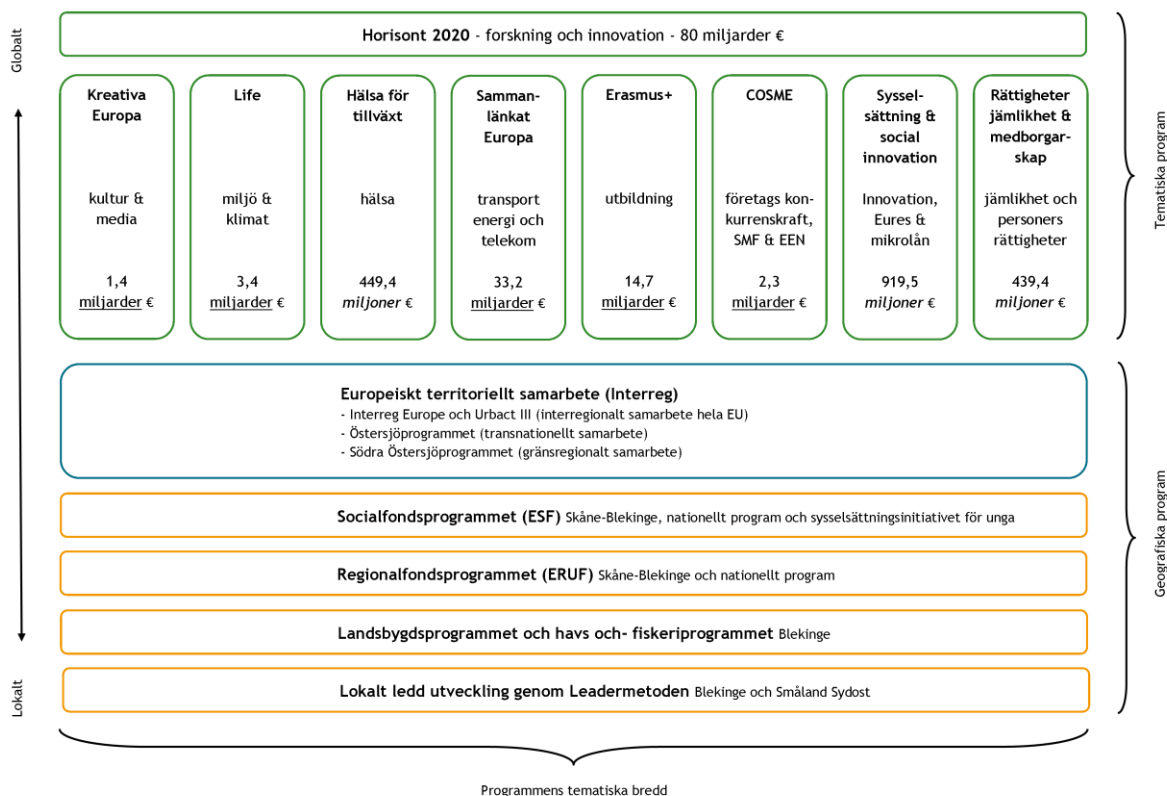 Globalt
Lokalt
Horisont 2020 - forskning och innovation - 80 miljarder €
Kreativa
Europa
kultur &
media
1,4
miljarder €
Life
miljö &
klimat
3,4
miljarder €
Hälsa för
tillväxt
hälsa
449,4
miljoner €
Samman-
länkat
Europa
transport
energi och
telekom
33,2
miljarder €
Erasmus+
utbildning
14,7
miljarder €
COSME
företags kon-
kurrenskraft,
SMF & EEN
2,3
miljarder €
Syssel-
sättning &
social
innovation
Innovation,
Eures &
mikrolån
919,5
miljoner €
Rättigheter
jämlikhet &
medborgar-
skap
jämlikhet och
personers
rättigheter
439,4
miljoner €
Tematiska program
Europeiskt territoriellt samarbete (Interreg)
- Interreg Europe och Urbact III (interregionalt samarbete hela EU)
- Östersjöprogrammet (transnationellt samarbete)
- Södra Östersjöprogrammet (gränsregionalt samarbete)
Socialfondsprogrammet (ESF) Skåne-Blekinge, nationellt program och sysselsättningsinitiativet för unga
Regionalfondsprogrammet (ERUF) Skåne-Blekinge och nationellt program
Landsbygdsprogrammet och havs och- fiskeriprogrammet Blekinge
Lokalt ledd utveckling genom Leadermetoden Blekinge och Småland Sydost
Geografiska program
Programmens tematiska bredd